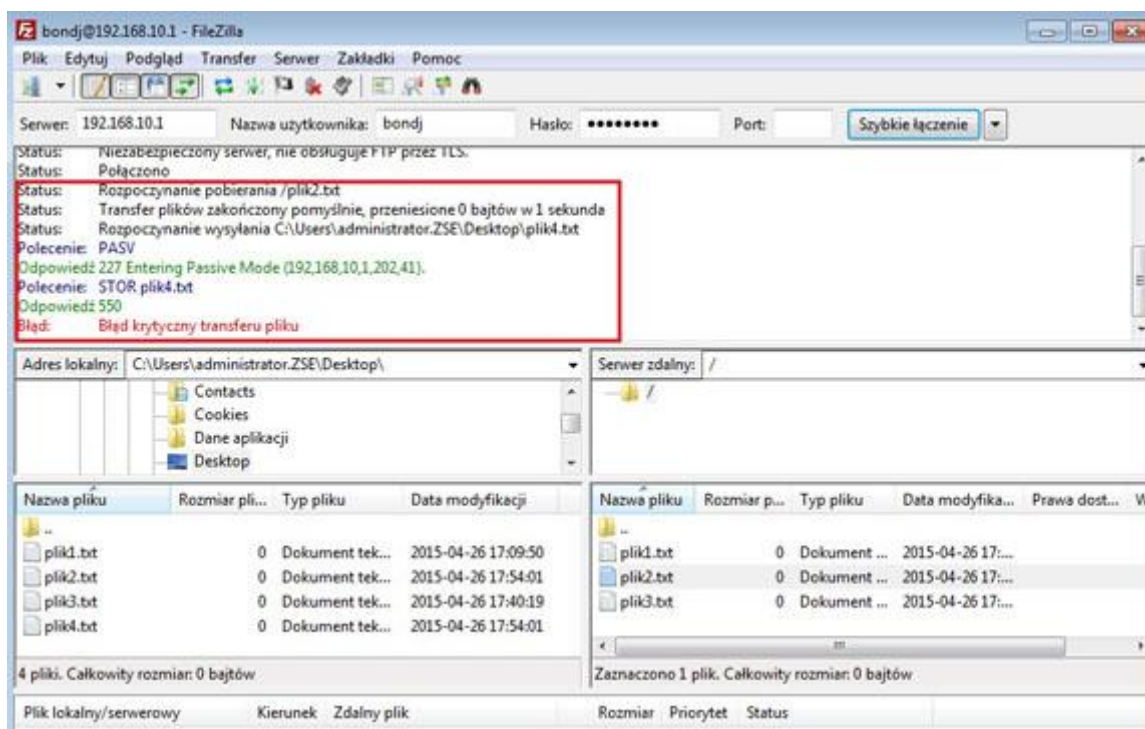 bondj@192.168.10.1 - FileZilla
Plik Edytuj Podgląd Transfer Serwer Zakładki Pomoc
Serwer: 192.168.10.1 Nazwa użytkownika: bondj Hasło: ●●●●●●●● Port: Szybkie łączenie
Status: Niezabezpieczony serwer, nie obsługuje FTP przez TLS.
Status: Połączono
Status: Rozpoczynanie pobierania /plik2.txt
Status: Transfer plików zakończony pomyślnie, przeniesione 0 bajtów w 1 sekunda
Status: Rozpoczynanie wysyłania C:\Users\administrator.ZSE\Desktop\plik4.txt
Polecenie: PASV
Odpowiedź 227 Entering Passive Mode (192,168,10,1,202,41).
Polecenie: STOR plik4.txt
Odpowiedź 550
Błąd: Błąd krytyczny transferu pliku
Adres lokalny: C:\Users\administrator.ZSE\Desktop\
Serwer zdalny: /
Contacts
Cookies
Dane aplikacji
Desktop
/
Nazwa pliku Rozmiar pli... Typ pliku Data modyfikacji
..
plik1.txt 0 Dokument tek... 2015-04-26 17:09:50
plik2.txt 0 Dokument tek... 2015-04-26 17:54:01
plik3.txt 0 Dokument tek... 2015-04-26 17:40:19
plik4.txt 0 Dokument tek... 2015-04-26 17:54:01
4 pliki. Całkowity rozmiar: 0 bajtów
Nazwa pliku Rozmiar p... Typ pliku Data modyfika... Prawa dost... W
..
plik1.txt 0 Dokument ... 2015-04-26 17:...
plik2.txt 0 Dokument ... 2015-04-26 17:...
plik3.txt 0 Dokument ... 2015-04-26 17:...
Zaznaczono 1 plik. Całkowity rozmiar: 0 bajtów
Plik lokalny/serwerowy Kierunek Zdalny plik Rozmiar Priorytet Status